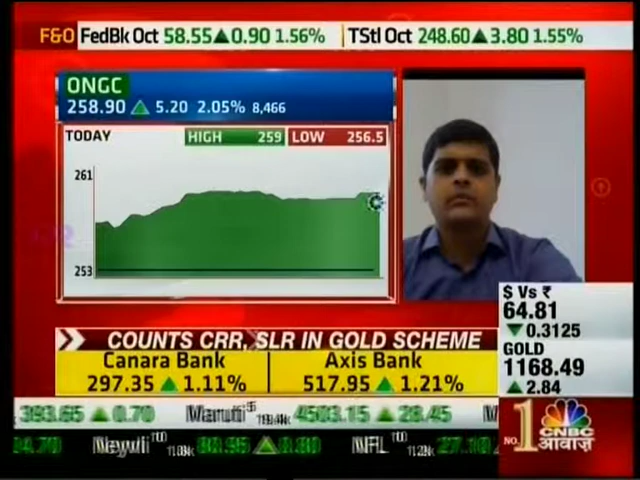 F&O FedBk Oct 58.55▲0.90 1.56% TStl Oct 248.60▲3.80 1.55%
ONGC
258.90 ▲ 5.20 2.05% 8,466
TODAY HIGH 259 LOW 256.5
261
253
$ Vs ₹
64.81
▼0.3125
GOLD
1168.49
▲2.84
COUNTS CRR, SLR IN GOLD SCHEME
Canara Bank Axis Bank
297.35 ▲ 1.11% 517.95 ▲ 1.21%
393.65 ▲ 0.70 Maruti 4503.15 ▲ 28.45
NO. 1 CNBC
आवाज़